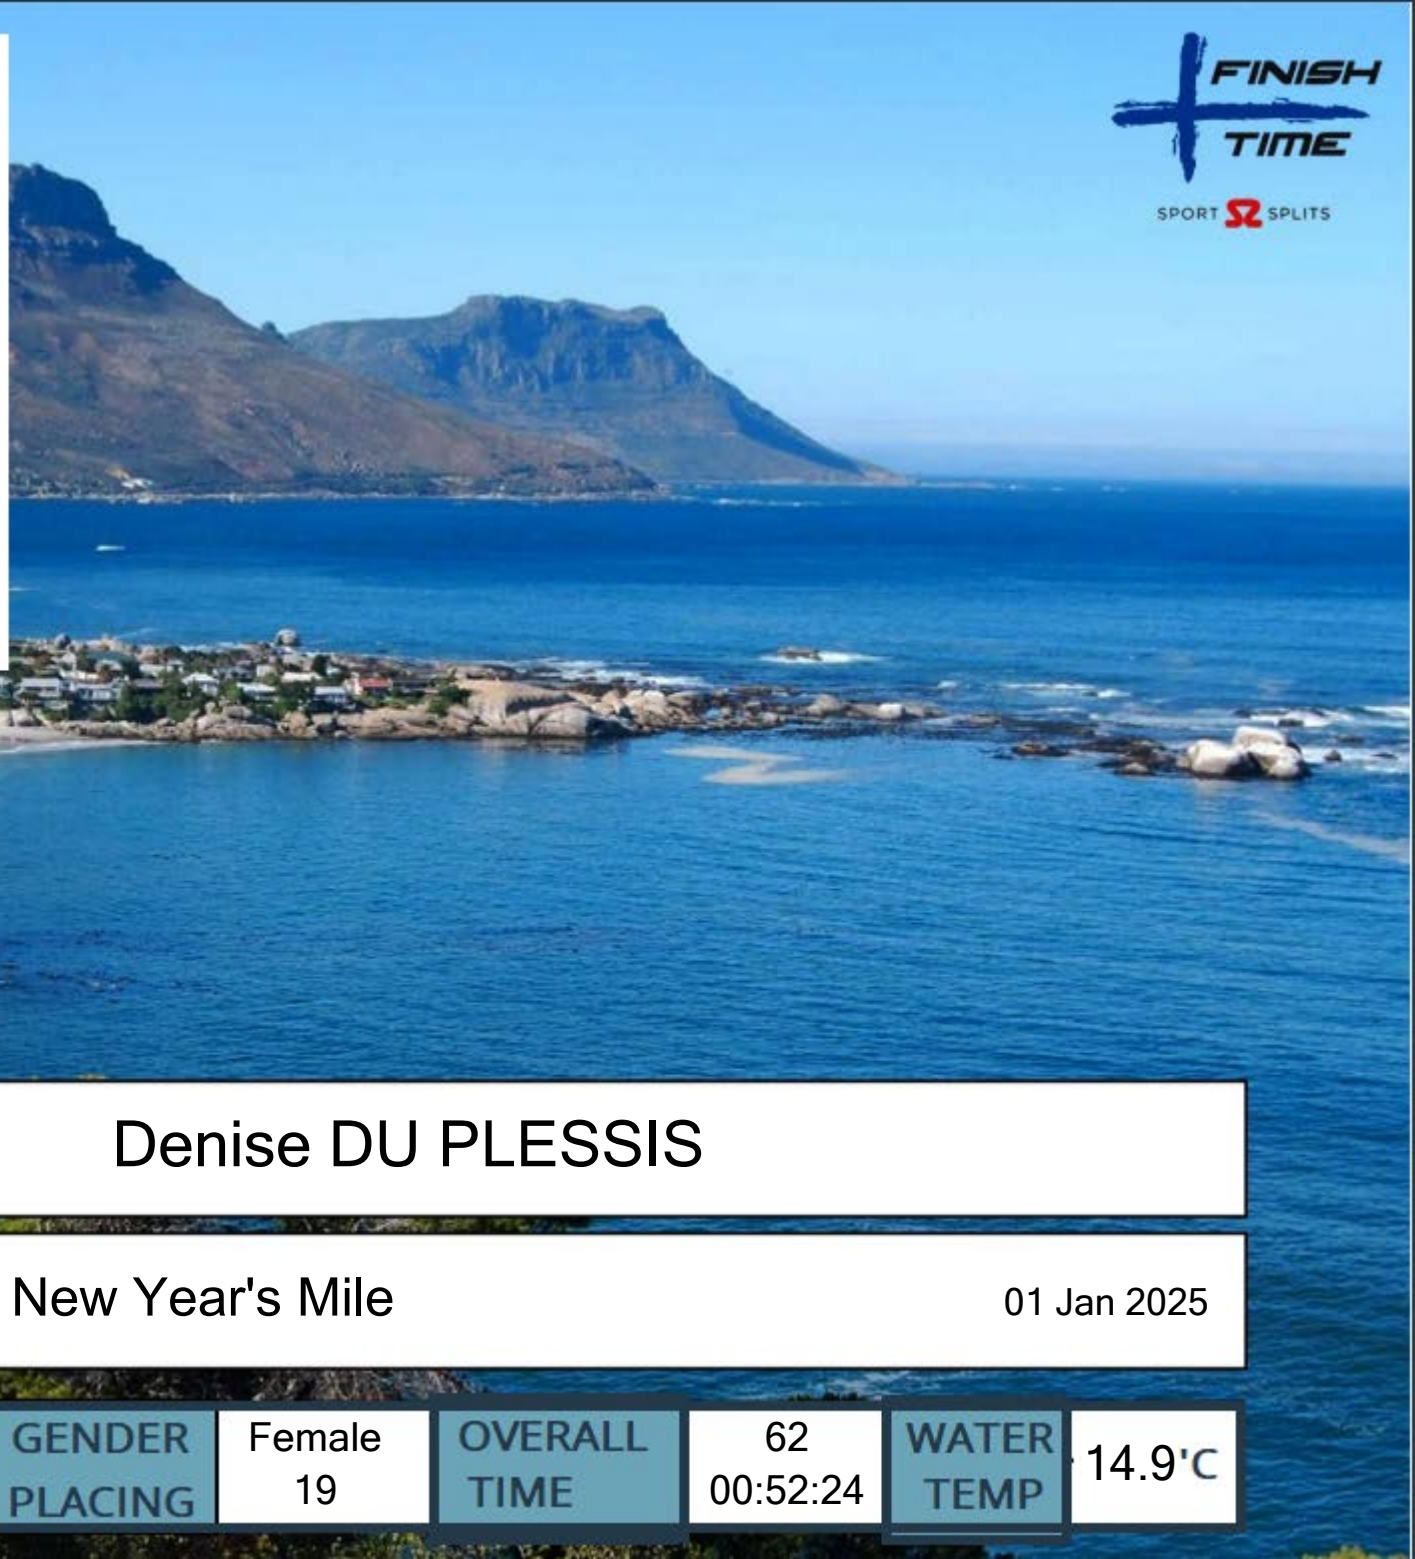 FINISH
TIME
SPORT SPLITS
Denise DU PLESSIS
New Year's Mile 01 Jan 2025
GENDER PLACING
Female
19
OVERALL TIME
62
00:52:24
WATER TEMP
14.9'C